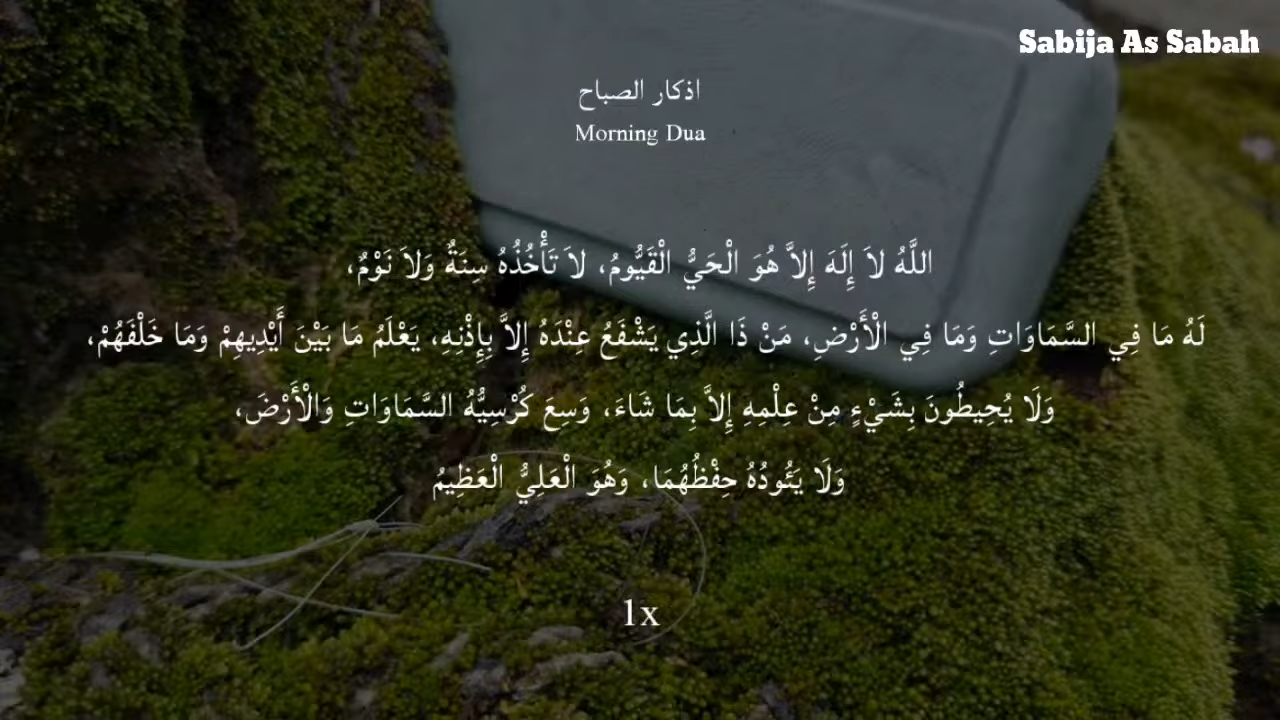 Sabija As Sabah
اذكار الصباح
Morning Dua
اللَّهُ لاَ إِلَهَ إِلاَّ هُوَ الْحَيُّ الْقَيُّومُ، لاَ تَأْخُذُهُ سِنَةٌ وَلاَ نَوْمٌ،
لَهُ مَا فِي السَّمَاوَاتِ وَمَا فِي الْأَرْضِ، مَنْ ذَا الَّذِي يَشْفَعُ عِنْدَهُ إِلاَّ بِإِذْنِهِ، يَعْلَمُ مَا بَيْنَ أَيْدِيهِمْ وَمَا خَلْفَهُمْ،
وَلَا يُحِيطُونَ بِشَيْءٍ مِنْ عِلْمِهِ إِلاَّ بِمَا شَاءَ، وَسِعَ كُرْسِيُّهُ السَّمَاوَاتِ وَالْأَرْضَ،
وَلَا يَئُودُهُ حِفْظُهُمَا، وَهُوَ الْعَلِيُّ الْعَظِيمُ
1x